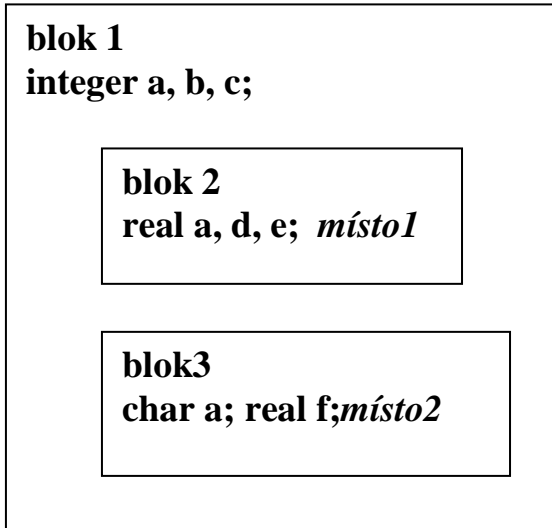 blok 1
integer a, b, c;
blok 2
real a, d, e; místo1
blok3
char a; real f;místo2